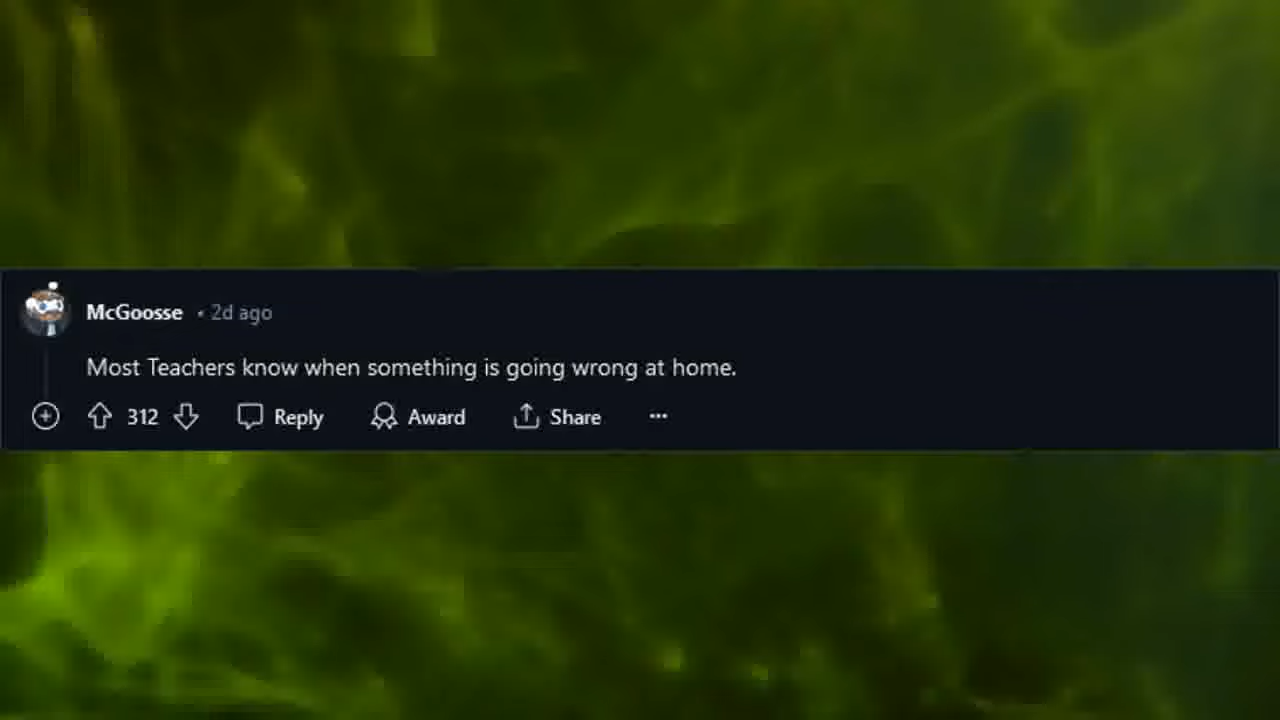 McGoosse • 2d ago
Most Teachers know when something is going wrong at home.
312 Reply Award Share ...